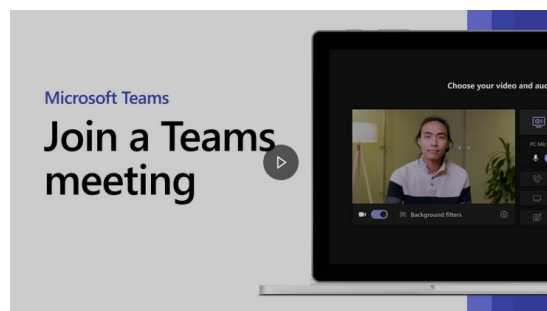 Microsoft Teams
Join a Teams
meeting
Choose your video and aud
PC Mic
Background filters